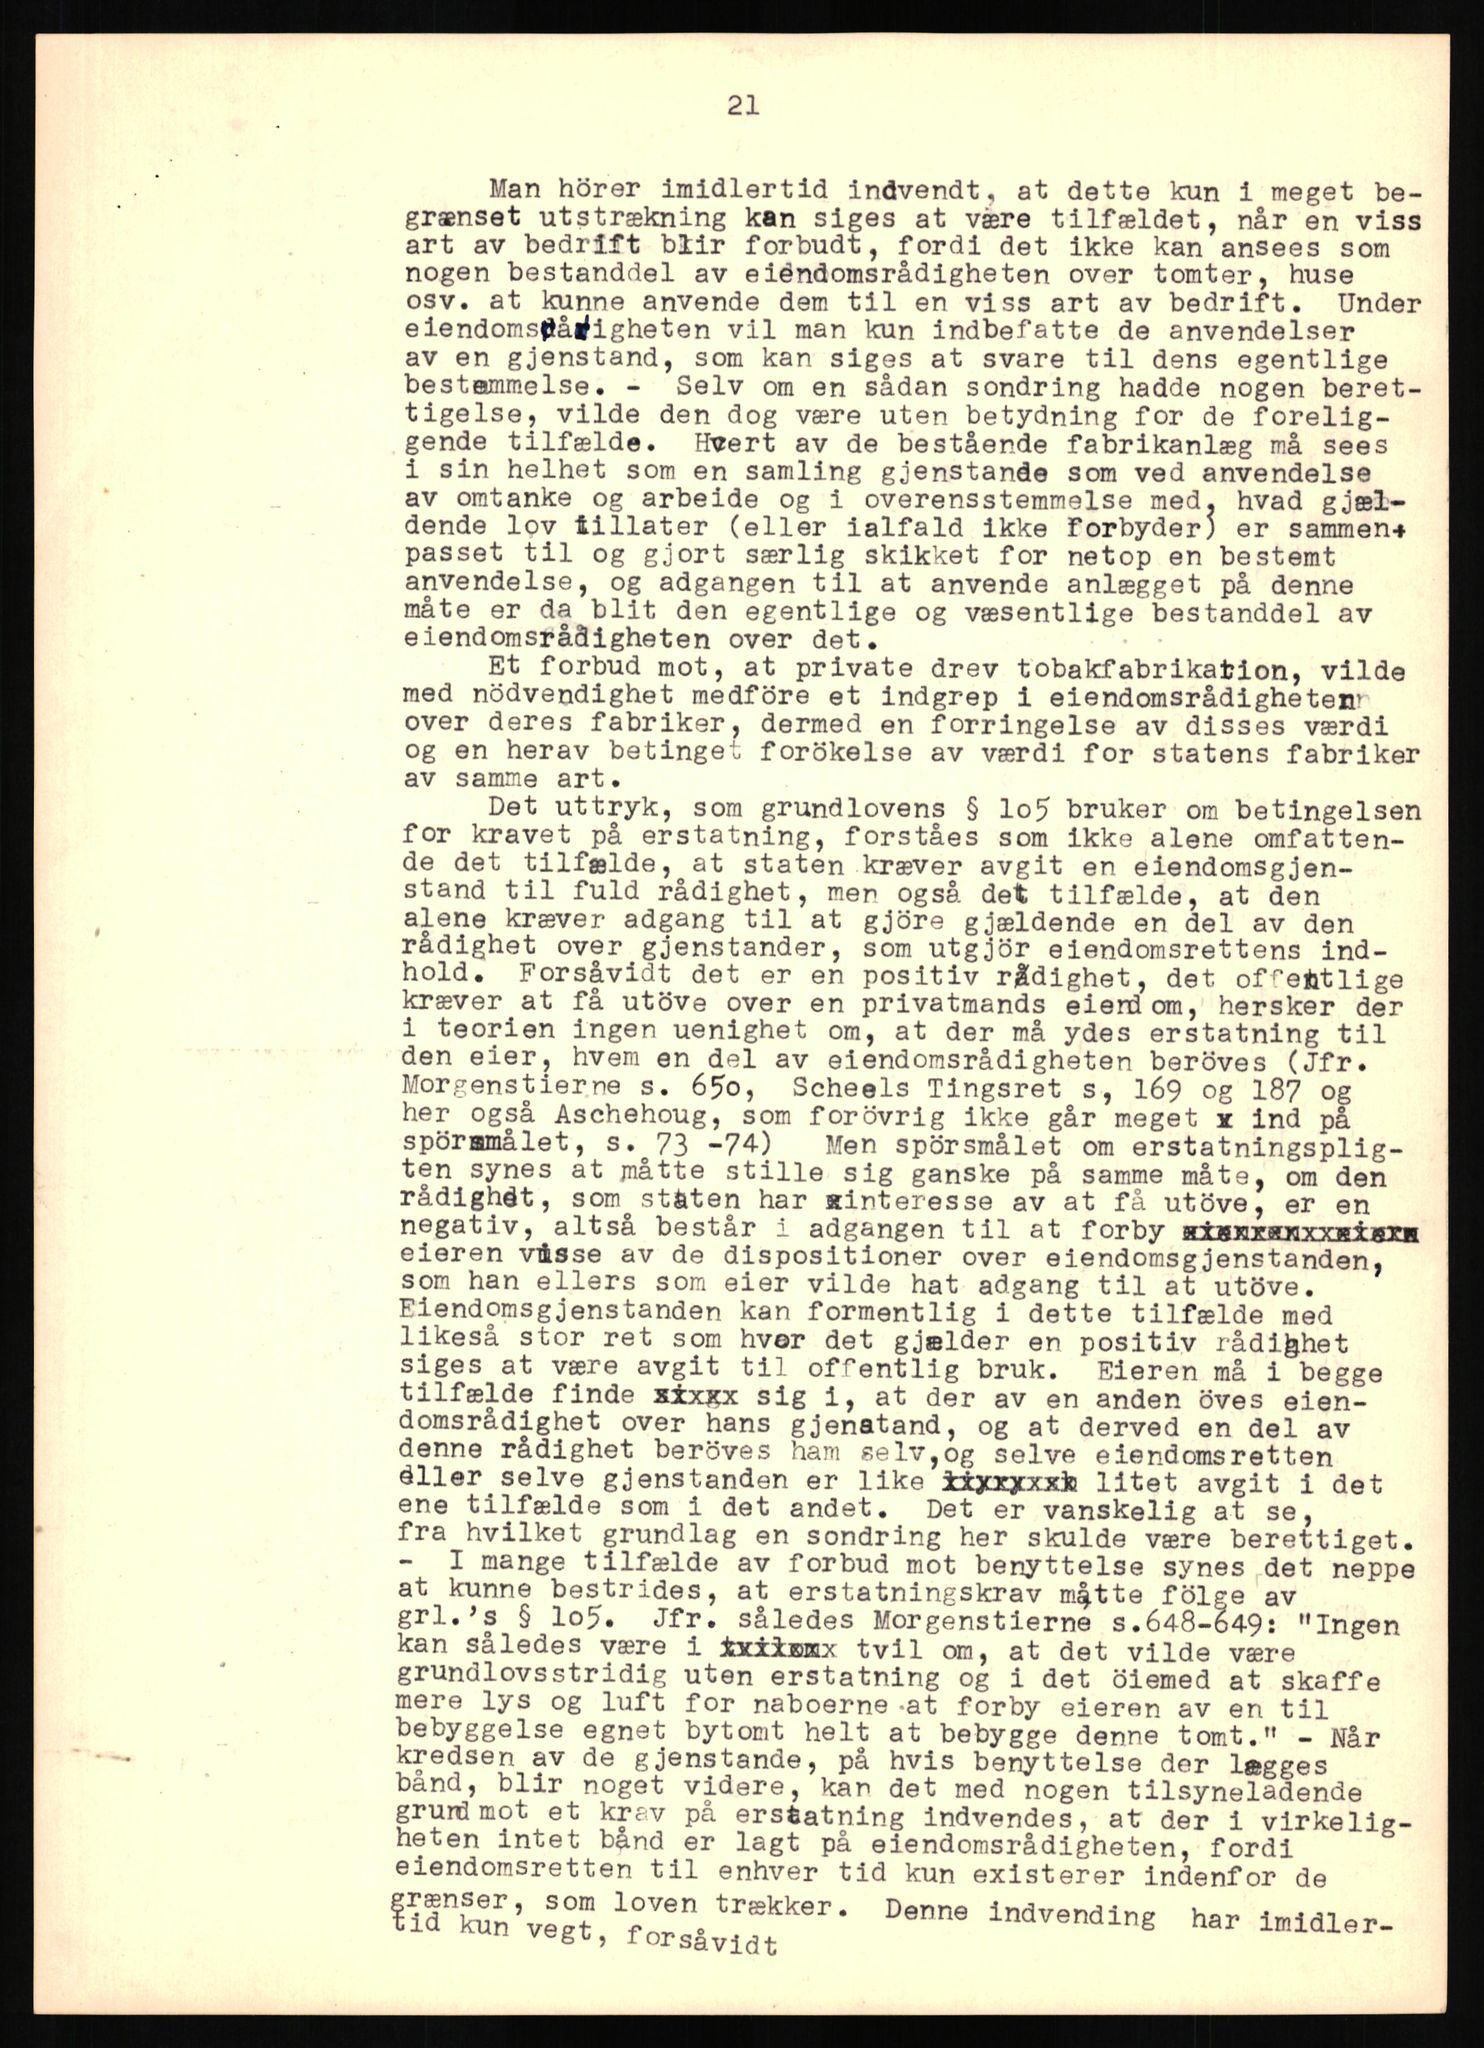 21
Man hörer imidlertid indvendt, at dette kun i meget be-
grænset utstrækning kan siges at være tilfældet, når en viss
art av bedrift blir forbudt, fordi det ikke kan ansees som
nogen bestanddel av eiendomsrådigheten over tomter, huse
osv. at kunne anvende dem til en viss art av bedrift. Under
eiendomsrådigheten vil man kun indbefatte de anvendelser
av en gjenstand, som kan siges at svare til dens egentlige
bestemmelse. - Selv om en sådan sondring hadde nogen beret-
tigelse, vilde den dog være uten betydning for de forelig-
gende tilfælde. Hvert av de bestående fabrikanlæg må sees
i sin helhet som en samling gjenstande som ved anvendelse
av omtanke og arbeide og i overensstemmelse med, hvad gjæl-
dende lov tillater (eller ialfald ikke forbyder) er sammen+
passet til og gjort særlig skikket for netop en bestemt
anvendelse, og adgangen til at anvende anlægget på denne
måte er da blit den egentlige og væsentlige bestanddel av
eiendomsrådigheten over det.
Et forbud mot, at private drev tobakfabrikation, vilde
med nödvendighet medföre et indgrep i eiendomsrådigheten
over deres fabriker, dermed en forringelse av disses værdi
og en herav betinget forökelse av værdi for statens fabriker
av samme art.
Det uttryk, som grundlovens § lo5 bruker om betingelsen
for kravet på erstatning, forståes som ikke alene omfatten-
de det tilfælde, at staten kræver avgit en eiendomsgjen-
stand til fuld rådighet, men også det tilfælde, at den
alene kræver adgang til at gjöre gjældende en del av den
rådighet over gjenstander, som utgjör eiendomsrettens ind-
hold. Forsåvidt det er en positiv rådighet, det offentlige
kræver at få utöve over en privatmands eiendom, hersker der
i teorien ingen uenighet om, at der må ydes erstatning til
den eier, hvem en del av eiendomsrådigheten beröves (Jfr.
Morgenstierne s. 65o, Scheels Tingsret s, 169 og 187 og
her også Aschehoug, som forövrig ikke går meget x ind på
spörsmålet, s. 73 -74) Men spörsmålet om erstatningsplig-
ten synes at måtte stille sig ganske på samme måte, om den
rådighet, som staten har xinteresse av at få utöve, er en
negativ, altså består i adgangen til at forby
eieren visse av de dispositioner over eiendomsgjenstanden,
som han ellers som eier vilde hat adgang til at utöve.
Eiendomsgjenstanden kan formentlig i dette tilfælde med
likeså stor ret som hvor det gjælder en positiv rådighet
siges at være avgit til offentlig bruk. Eieren må i begge
tilfælde finde sig i, at der av en anden öves eien-
domsrådighet over hans gjenstand, og at derved en del av
denne rådighet beröves ham selv,og selve eiendomsretten
eller selve gjenstanden er like litet avgit i det
ene tilfælde som i det andet. Det er vanskelig at se,
fra hvilket grundlag en sondring her skulde være berettiget.
- I mange tilfælde av forbud mot benyttelse synes det neppe
at kunne bestrides, at erstatningskrav måtte fölge av
grl.'s § lo5. Jfr. således Morgenstierne s.648-649: "Ingen
kan således være i tvil om, at det vilde være
grundlovsstridig uten erstatning og i det öiemed at skaffe
mere lys og luft for naboerne at forby eieren av en til
bebyggelse egnet bytomt helt at bebygge denne tomt." - Når
kredsen av de gjenstande, på hvis benyttelse der lægges
bånd, blir noget videre, kan det med nogen tilsyneladende
grund mot et krav på erstatning indvendes, at der i virkelig-
heten intet bånd er lagt på eiendomsrådigheten, fordi
eiendomsretten til enhver tid kun existerer indenfor de
grænser, som loven trækker. Denne indvending har imidler-
tid kun vegt, forsåvidt